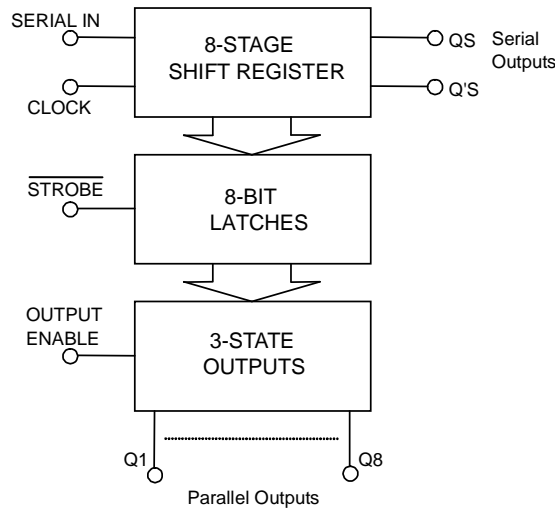 SERIAL IN
8-STAGE
SHIFT REGISTER
QS
Serial
Outputs
Q'S
CLOCK
STROBE
8-BIT
LATCHES
OUTPUT
ENABLE
3-STATE
OUTPUTS
Q1
Q8
Parallel Outputs